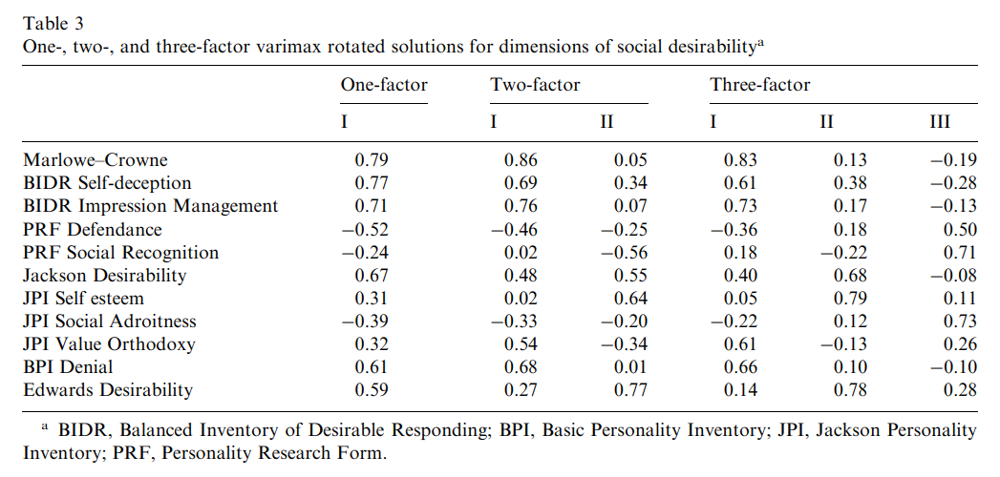 Table 3
One-, two-, and three-factor varimax rotated solutions for dimensions of social desirabilityᵃ
One-factor Two-factor Three-factor
I I II I II III
Marlowe–Crowne 0.79 0.86 0.05 0.83 0.13 −0.19
BIDR Self-deception 0.77 0.69 0.34 0.61 0.38 −0.28
BIDR Impression Management 0.71 0.76 0.07 0.73 0.17 −0.13
PRF Defendance −0.52 −0.46 −0.25 −0.36 0.18 0.50
PRF Social Recognition −0.24 0.02 −0.56 0.18 −0.22 0.71
Jackson Desirability 0.67 0.48 0.55 0.40 0.68 −0.08
JPI Self esteem 0.31 0.02 0.64 0.05 0.79 0.11
JPI Social Adroitness −0.39 −0.33 −0.20 −0.22 0.12 0.73
JPI Value Orthodoxy 0.32 0.54 −0.34 0.61 −0.13 0.26
BPI Denial 0.61 0.68 0.01 0.66 0.10 −0.10
Edwards Desirability 0.59 0.27 0.77 0.14 0.78 0.28
ᵃ BIDR, Balanced Inventory of Desirable Responding; BPI, Basic Personality Inventory; JPI, Jackson Personality
Inventory; PRF, Personality Research Form.